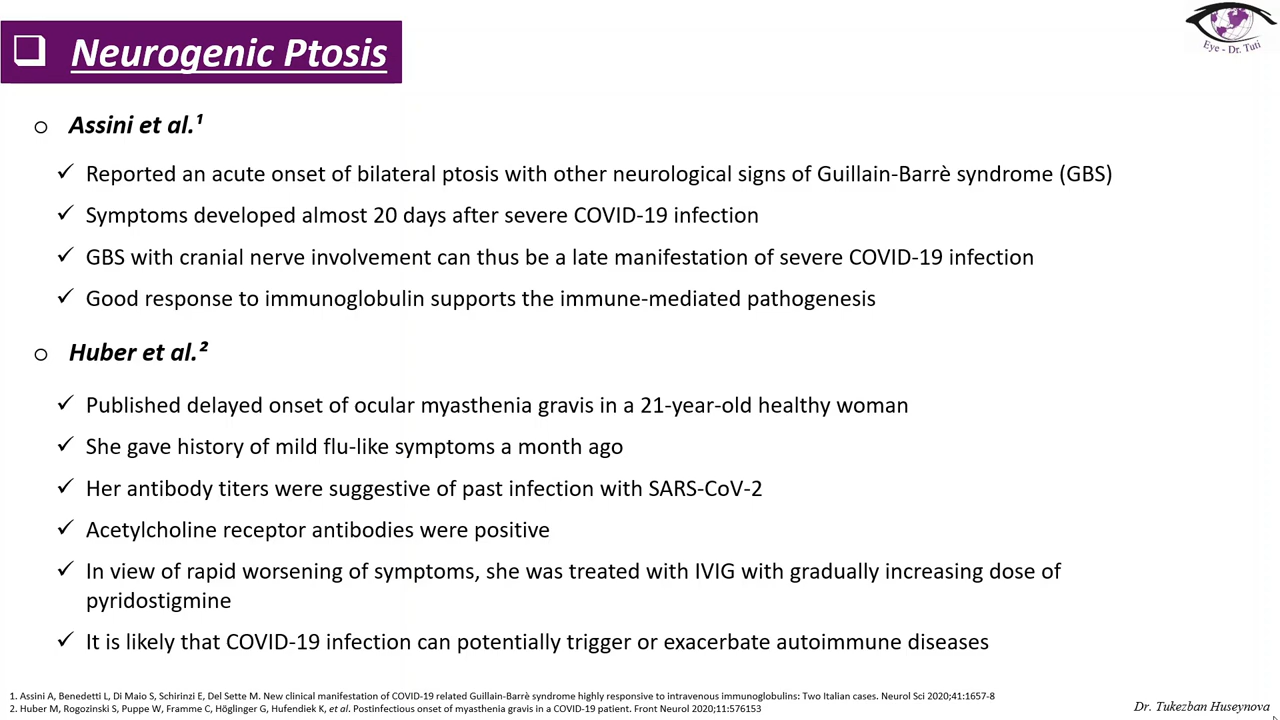 Eye - Dr. Tuti
❑ Neurogenic Ptosis
o Assini et al.¹
✓ Reported an acute onset of bilateral ptosis with other neurological signs of Guillain-Barrè syndrome (GBS)
✓ Symptoms developed almost 20 days after severe COVID-19 infection
✓ GBS with cranial nerve involvement can thus be a late manifestation of severe COVID-19 infection
✓ Good response to immunoglobulin supports the immune-mediated pathogenesis
o Huber et al.²
✓ Published delayed onset of ocular myasthenia gravis in a 21-year-old healthy woman
✓ She gave history of mild flu-like symptoms a month ago
✓ Her antibody titers were suggestive of past infection with SARS-CoV-2
✓ Acetylcholine receptor antibodies were positive
✓ In view of rapid worsening of symptoms, she was treated with IVIG with gradually increasing dose of
pyridostigmine
✓ It is likely that COVID-19 infection can potentially trigger or exacerbate autoimmune diseases
1. Assini A, Benedetti L, Di Maio S, Schirinzi E, Del Sette M. New clinical manifestation of COVID-19 related Guillain-Barrè syndrome highly responsive to intravenous immunoglobulins: Two Italian cases. Neurol Sci 2020;41:1657-8
2. Huber M, Rogozinski S, Puppe W, Framme C, Höglinger G, Hufendiek K, et al. Postinfectious onset of myasthenia gravis in a COVID-19 patient. Front Neurol 2020;11:576153
Dr. Tukezban Huseynova